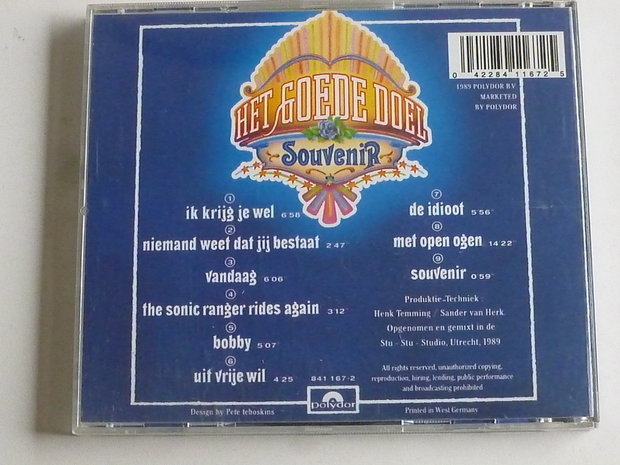 HET GOEDE DOEL
Souvenir
0 42284 11672 5
1989 POLYDOR B.V.
MARKETED
BY POLYDOR
1
ik krijg je wel 6 58
2
niemand weet dat jij bestaat 2 47
3
vandaag 6 06
4
the sonic ranger rides again 3 12
5
bobby 5 07
6
uit vrije wil 4 25
841 167-2
7
de idioot 5 56
8
met open ogen 14 22
9
souvenir 0 59
Produktie-Techniek
Henk Temming / Sander van Herk.
Opgenomen en gemixt in de
Stu - Stu - Studio, Utrecht, 1989
All rights reserved, unauthorized copying,
reproduction, hiring, lending, public performance
and broadcasting prohibited
Design by Pete teboskins
polydor
Printed in West Germany